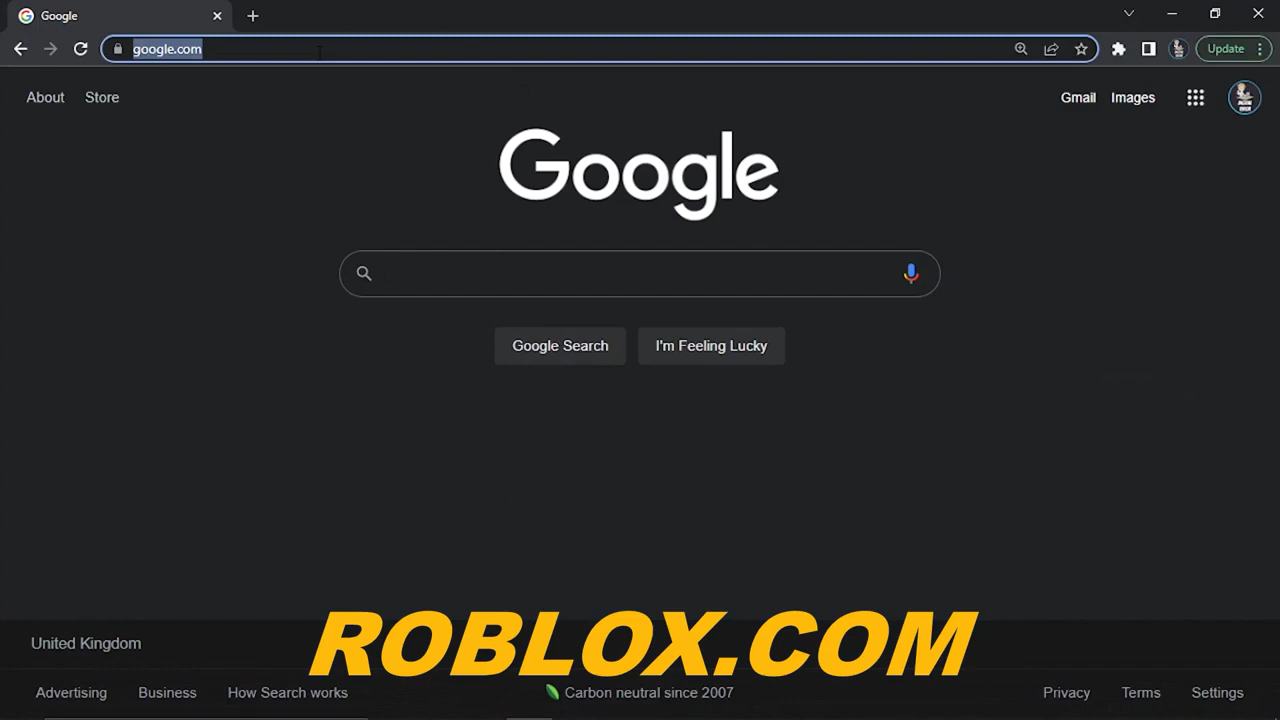 Google
google.com
Update
About
Store
Gmail
Images
Google
Google Search
I'm Feeling Lucky
ROBLOX.COM
United Kingdom
Advertising
Business
How Search works
Carbon neutral since 2007
Privacy
Terms
Settings